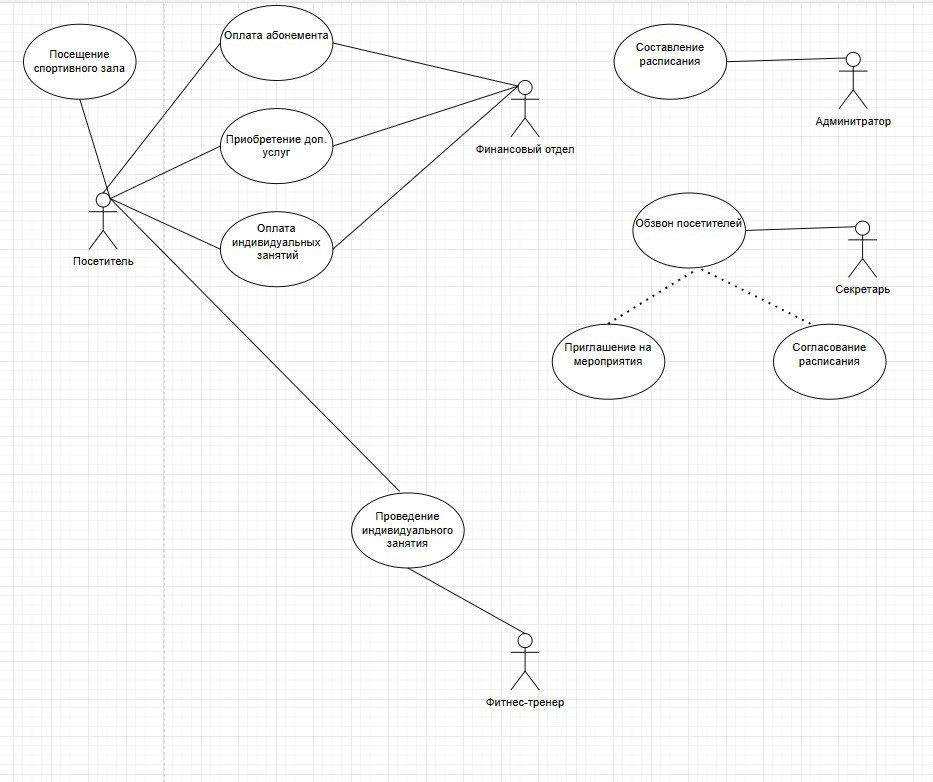 Посещение
спортивного зала
Оплата абонемента
Составление
расписания
Админитратор
Приобретение доп.
услуг
Финансовый отдел
Оплата
индивидуальных
занятий
Посетитель
Обзвон посетителей
Секретарь
Приглашение на
мероприятия
Согласование
расписания
Проведение
индивидуального
занятия
Фитнес-тренер